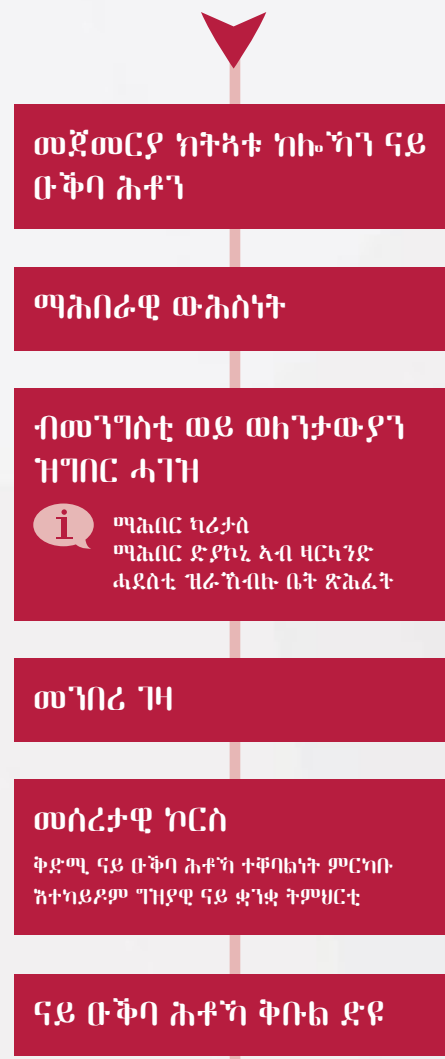 መጀመርያ ክትኣቱ ከሎኻን ናይ
ዑቕባ ሕቶን
ማሕበራዊ ውሕስነት
ብመንግስቲ ወይ ወለንታውያን
ዝግበር ሓገዝ
i
ማሕበር ካሪታስ
ማሕበር ድያኮኒ ኣብ ዛርላንድ
ሓደስቲ ዝራኸብሉ ቤት ጽሕፈት
መንበሪ ገዛ
መሰረታዊ ኮርስ
ቅድሚ ናይ ዑቕባ ሕቶኻ ተቐባልነት ምርካቡ
እተካይዶም ግዝያዊ ናይ ቋንቋ ትምህርቲ
ናይ ዑቕባ ሕቶኻ ቅቡል ድዩ